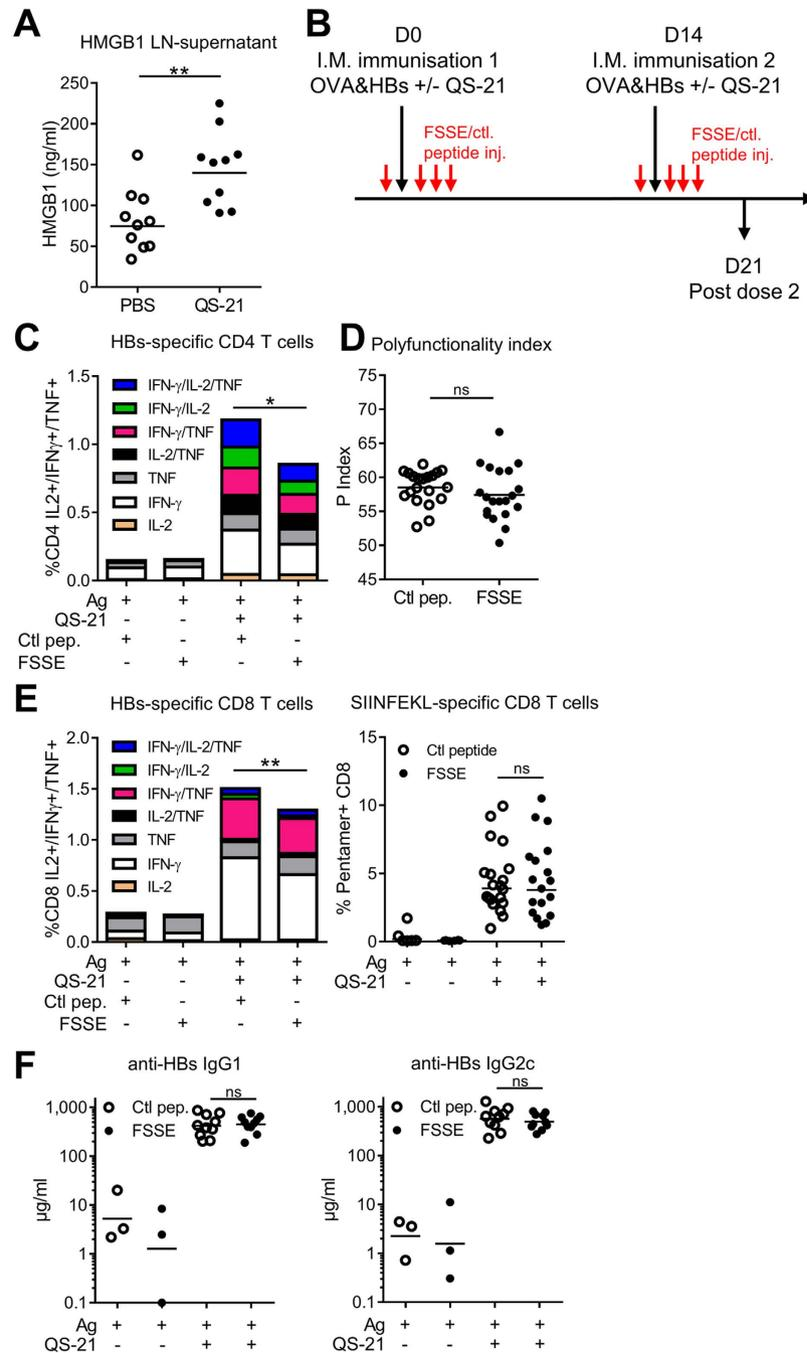 A
HMGB1 LN-supernatant
**
HMGB1 (ng/ml)
250
200
150
100
50
0
PBS QS-21
B
D0 D14
I.M. immunisation 1 I.M. immunisation 2
OVA&HBs +/- QS-21 OVA&HBs +/- QS-21
FSSE/ctl. FSSE/ctl.
peptide inj. peptide inj.
D21
Post dose 2
C
HBs-specific CD4 T cells
%CD4 IL2+/IFNγ+/TNF+
1.5
1.0
0.5
0.0
IFN-γ/IL-2/TNF
IFN-γ/IL-2
IFN-γ/TNF
IL-2/TNF
TNF
IFN-γ
IL-2
*
Ag + + + +
QS-21 - - + +
Ctl pep. + - + -
FSSE - + - +
D
Polyfunctionality index
ns
P Index
75
70
65
60
55
50
45
Ctl pep. FSSE
E
HBs-specific CD8 T cells
%CD8 IL2+/IFNγ+/TNF+
2.0
1.5
1.0
0.5
0.0
IFN-γ/IL-2/TNF
IFN-γ/IL-2
IFN-γ/TNF
IL-2/TNF
TNF
IFN-γ
IL-2
**
Ag + + + +
QS-21 - - + +
Ctl pep. + - + -
FSSE - + - +
SIINFEKL-specific CD8 T cells
% Pentamer+ CD8
15
10
5
0
Ctl peptide
FSSE
ns
Ag + + + +
QS-21 - - + +
F
anti-HBs IgG1
ns
µg/ml
1,000
100
10
1
0.1
Ctl pep.
FSSE
Ag + + + +
QS-21 - - + +
anti-HBs IgG2c
ns
µg/ml
1,000
100
10
1
0.1
Ctl pep.
FSSE
Ag + + + +
QS-21 - - + +